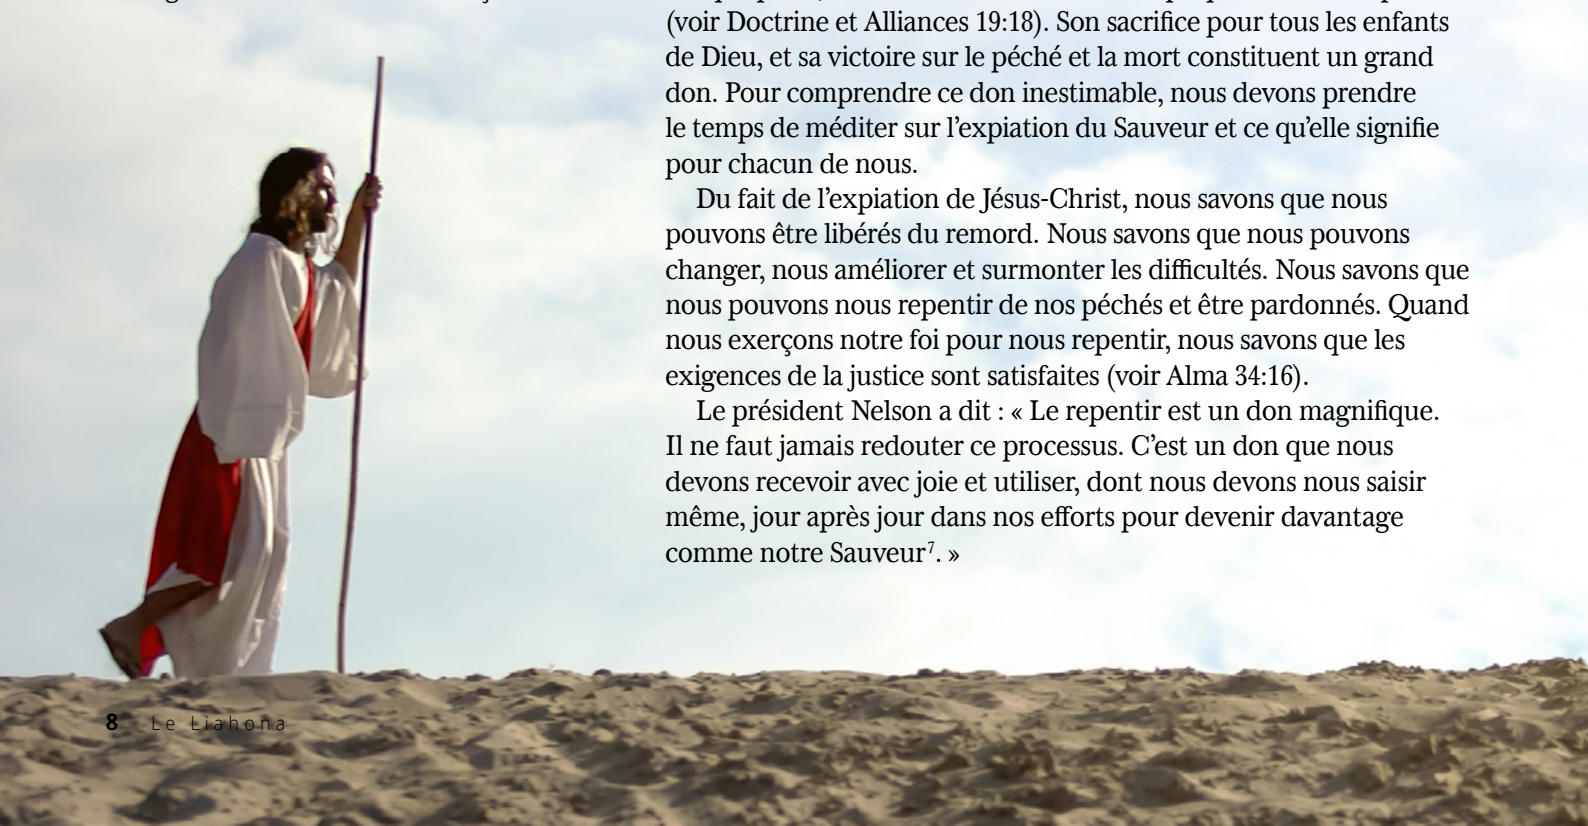 (voir Doctrine et Alliances 19:18). Son sacrifice pour tous les enfants
de Dieu, et sa victoire sur le péché et la mort constituent un grand
don. Pour comprendre ce don inestimable, nous devons prendre
le temps de méditer sur l’expiation du Sauveur et ce qu’elle signifie
pour chacun de nous.
Du fait de l’expiation de Jésus-Christ, nous savons que nous
pouvons être libérés du remord. Nous savons que nous pouvons
changer, nous améliorer et surmonter les difficultés. Nous savons que
nous pouvons nous repentir de nos péchés et être pardonnés. Quand
nous exerçons notre foi pour nous repentir, nous savons que les
exigences de la justice sont satisfaites (voir Alma 34:16).
Le président Nelson a dit : « Le repentir est un don magnifique.
Il ne faut jamais redouter ce processus. C’est un don que nous
devons recevoir avec joie et utiliser, dont nous devons nous saisir
même, jour après jour dans nos efforts pour devenir davantage
comme notre Sauveur⁷. »
8 Le Liahona